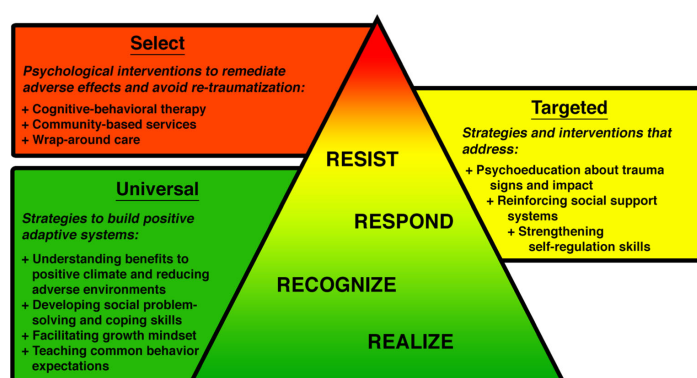 Select
Psychological interventions to remediate
adverse effects and avoid re-traumatization:
+ Cognitive-behavioral therapy
+ Community-based services
+ Wrap-around care
Universal
Strategies to build positive
adaptive systems:
+ Understanding benefits to
positive climate and reducing
adverse environments
+ Developing social problem-
solving and coping skills
+ Facilitating growth mindset
+ Teaching common behavior
expectations
RESIST
RESPOND
RECOGNIZE
REALIZE
Targeted
Strategies and interventions that
address:
+ Psychoeducation about trauma
signs and impact
+ Reinforcing social support
systems
+ Strengthening
self-regulation skills